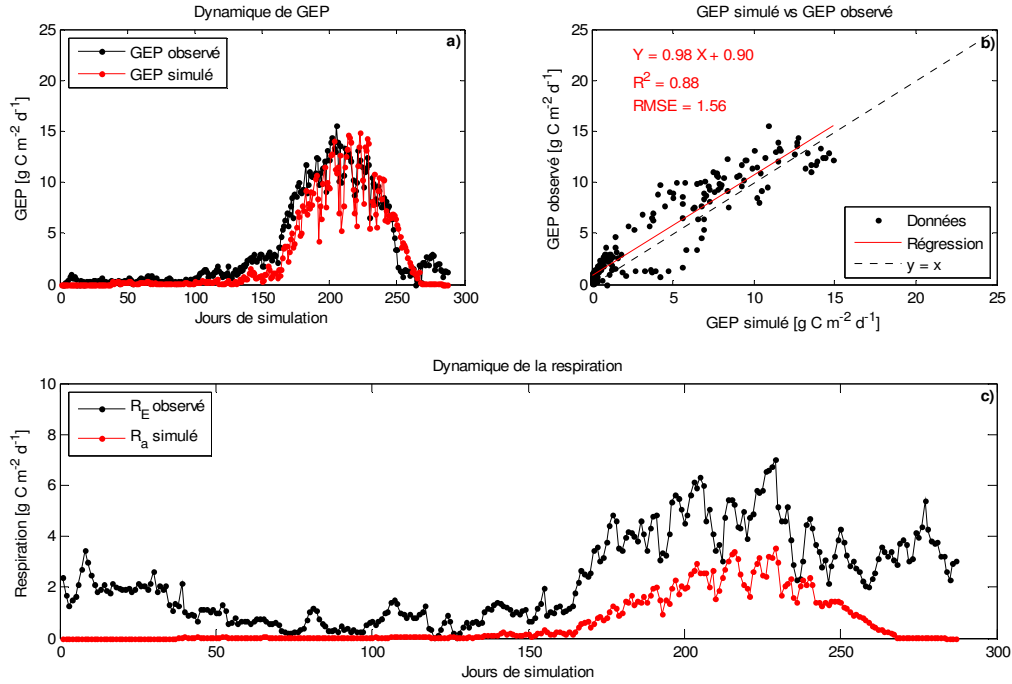 Dynamique de GEP
GEP [g C m-2 d-1]
25
20
15
10
5
0
a)
GEP observé
GEP simulé
0 50 100 150 200 250 300
Jours de simulation
GEP simulé vs GEP observé
GEP observé [g C m-2 d-1]
25
20
15
10
5
0
b)
Y = 0.98 X + 0.90
R2 = 0.88
RMSE = 1.56
Données
Régression
y = x
0 5 10 15 20 25
GEP simulé [g C m-2 d-1]
Dynamique de la respiration
Respiration [g C m-2 d-1]
10
8
6
4
2
0
c)
RE observé
Ra simulé
0 50 100 150 200 250 300
Jours de simulation